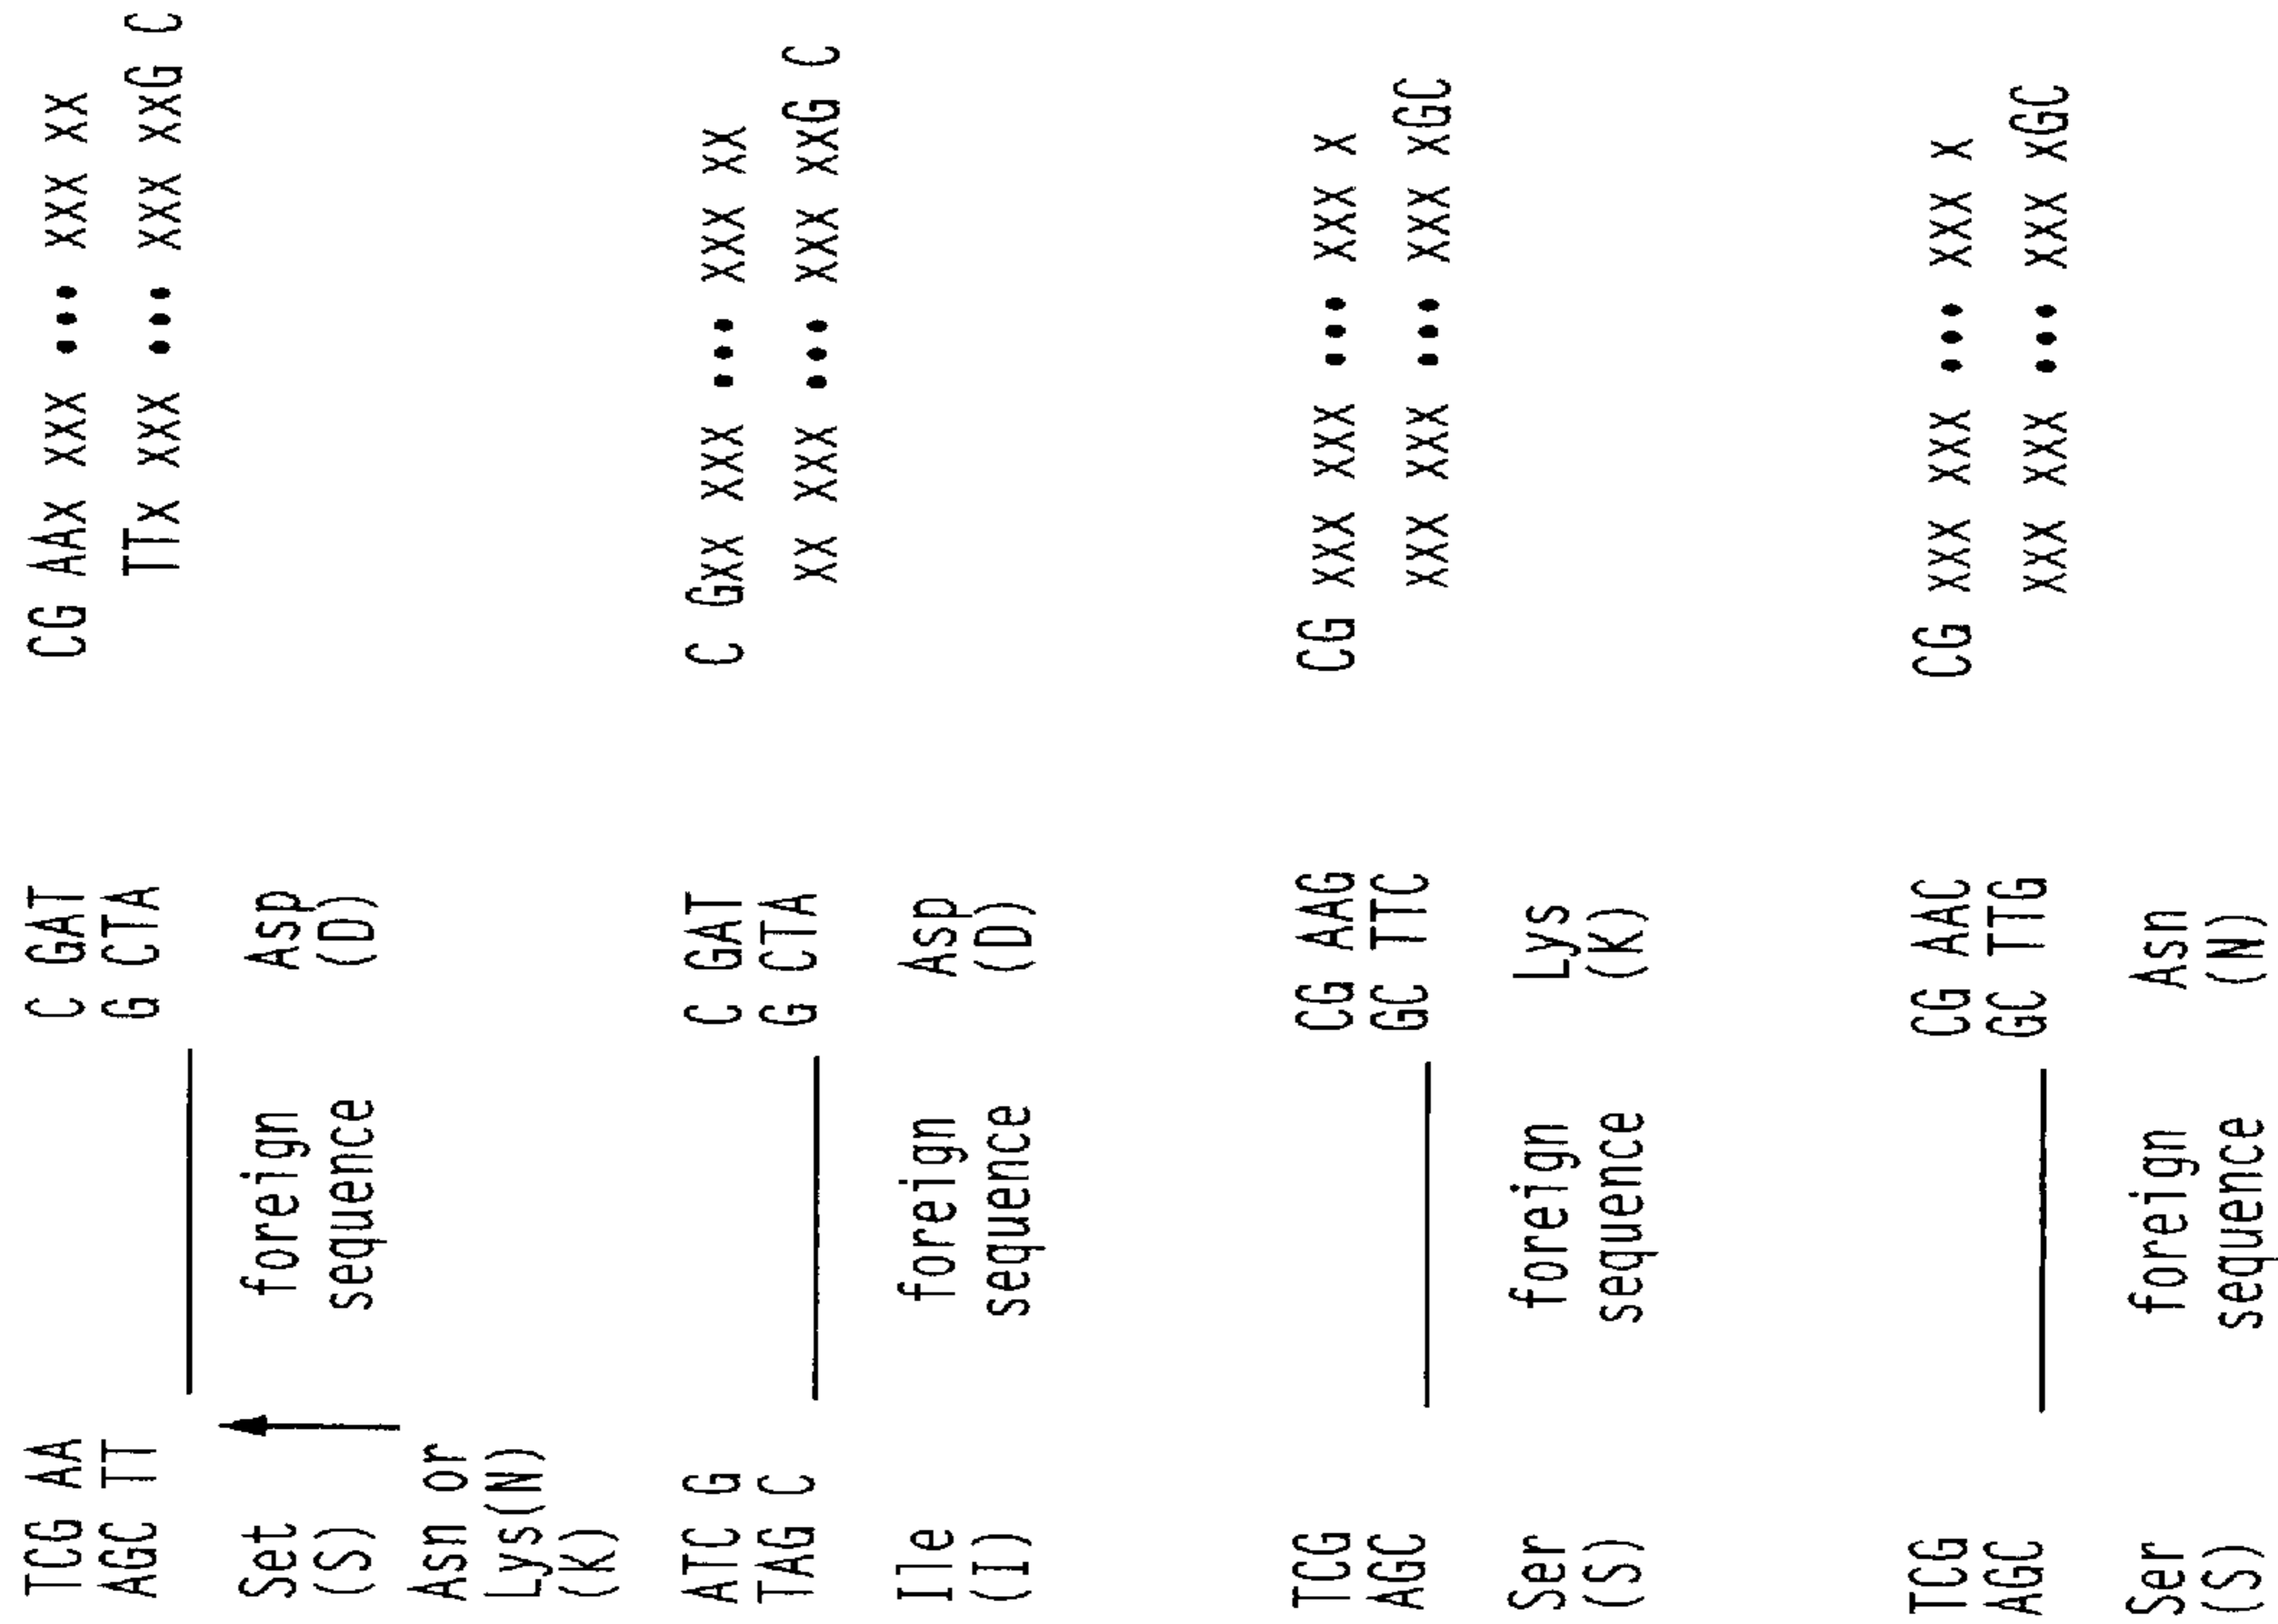 TCG AA C GAT CG AAx xxx ••• xxx xx
AGC TT G CTA TTx xxx ••• xxx xxG C
Set foreign Asp
(S) sequence (D)
Asn or
Lys(N)
(K)
ATC G C GAT C Gxx xxx ••• xxx xx
TAG C G CTA xx xxx ••• xxx xxG C
Ile foreign Asp
(I) sequence (D)
TCG CG AAG CG xxx xxx ••• xxx x
AGC GC TTC xxx xxx ••• xxx xGC
Ser foreign Lys
(S) sequence (K)
TCG CG AAC CG xxx xxx ••• xxx x
AGC GC TTG xxx xxx ••• xxx xGC
Ser foreign Asn
(S) sequence (N)